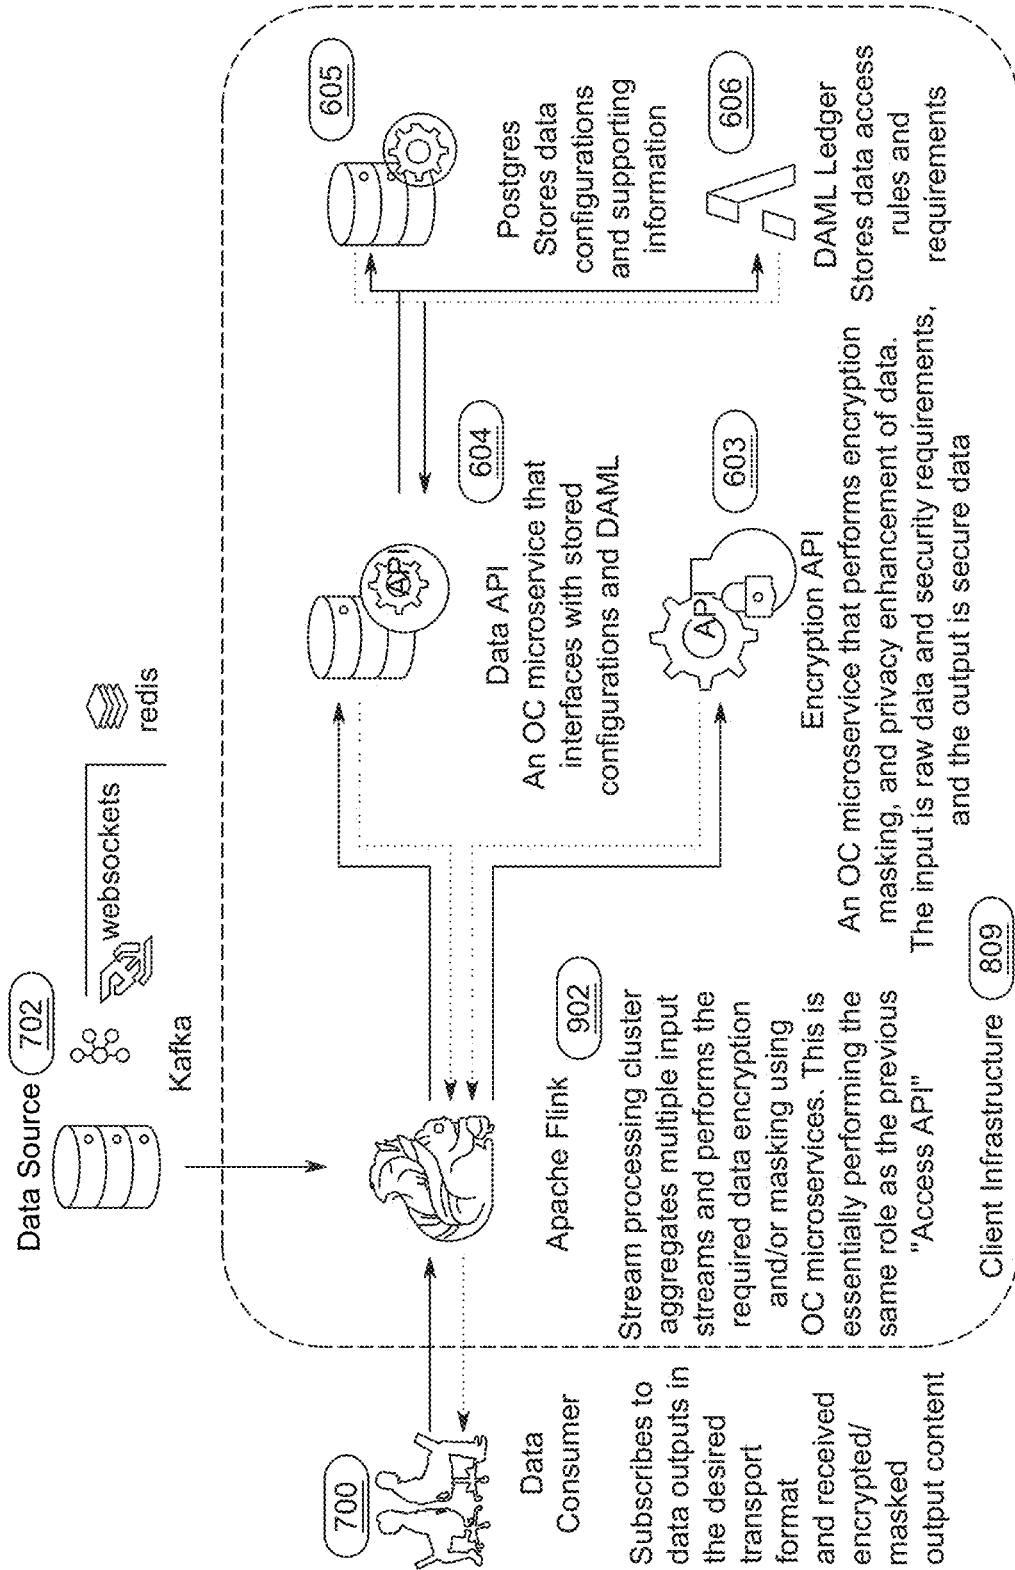 Data Source 702
Kafka
websockets
redis
700
Data
Consumer
Subscribes to
data outputs in
the desired
transport
format
and received
encrypted/
masked
output content
Apache Flink 902
Stream processing cluster
aggregates multiple input
streams and performs the
required data encryption
and/or masking using
OC microservices. This is
essentially performing the
same role as the previous
"Access API"
API
Data API 604
An OC microservice that
interfaces with stored
configurations and DAML
API
603
Encryption API
An OC microservice that performs encryption
masking, and privacy enhancement of data.
The input is raw data and security requirements,
and the output is secure data
605
Postgres
Stores data
configurations
and supporting
information
606
DAML Ledger
Stores data access
rules and
requirements
Client Infrastructure 809